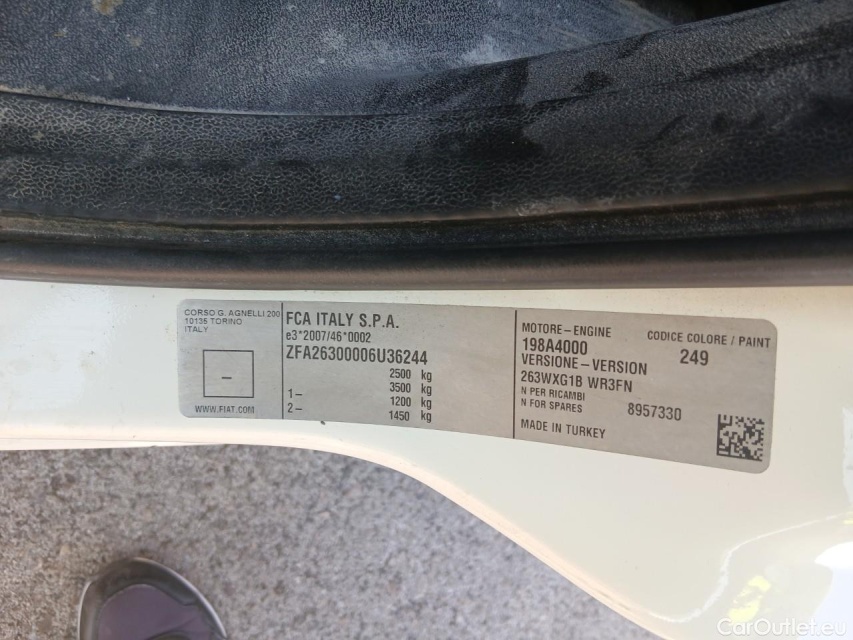 CORSO G. AGNELLI 200
10135 TORINO
ITALY
–
WWW.FIAT.COM
FCA ITALY S.P.A.
e3*2007/46*0002
ZFA26300006U36244
2500 kg
3500 kg
1– 1200 kg
2– 1450 kg
MOTORE–ENGINE
198A4000
VERSIONE–VERSION
263WXG1B WR3FN
N PER RICAMBI
N FOR SPARES 8957330
MADE IN TURKEY
CODICE COLORE / PAINT
249
CarOutlet.eu